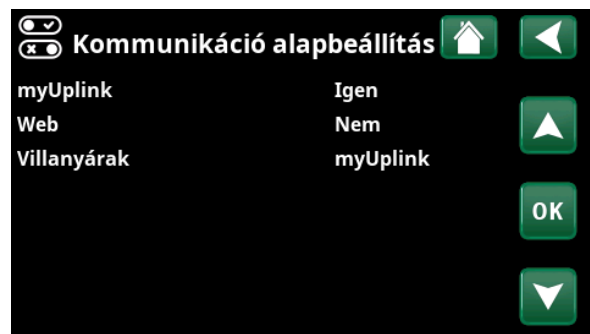 Kommunikáció alapbeállítás
myUplink Igen
Web Nem
Villanyárak myUplink
OK